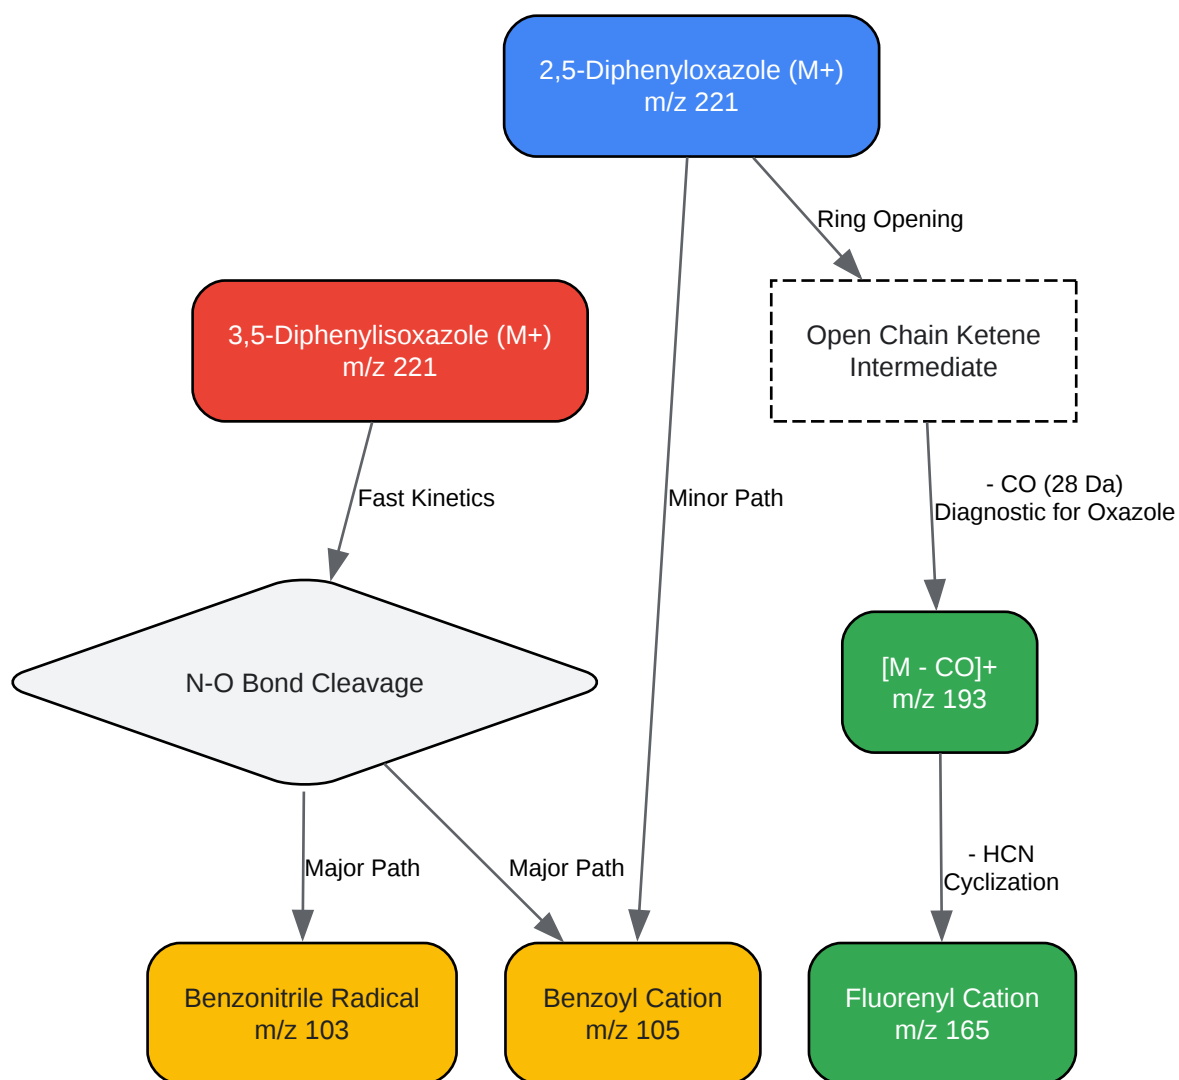 2,5-Diphenyloxazole (M+)
m/z 221
Ring Opening
3,5-Diphenylisoxazole (M+)
m/z 221
Open Chain Ketene
Intermediate
Fast Kinetics
Minor Path
- CO (28 Da)
Diagnostic for Oxazole
N-O Bond Cleavage
[M - CO]+
m/z 193
Major Path
Major Path
- HCN
Cyclization
Benzonitrile Radical
m/z 103
Benzoyl Cation
m/z 105
Fluorenyl Cation
m/z 165